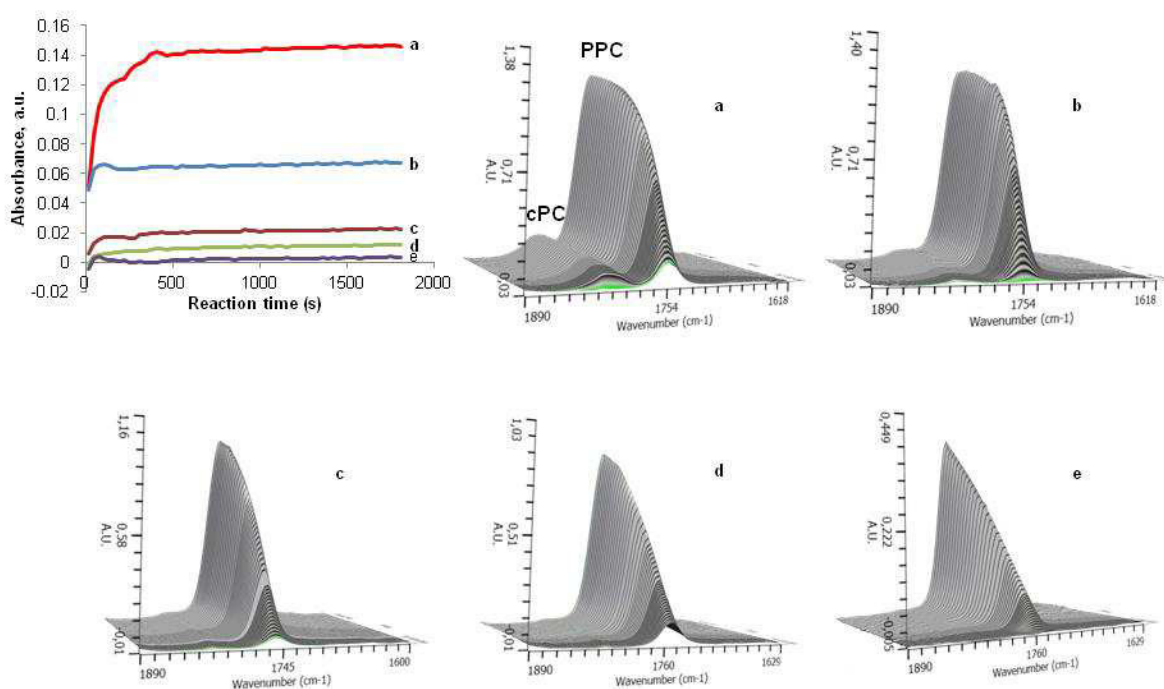 0.16
0.14
0.12
0.1
0.08
0.06
0.04
0.02
0
-0.02
Absorbance, a.u.
0 500 1000 1500 2000
Reaction time (s)
a
b
c
d
e
1,38
0,71
0,03
A.U.
PPC
cPC
a
1890 1754 1618
Wavenumber (cm-1)
1,40
0,71
0,03
A.U.
b
1890 1754 1618
Wavenumber (cm-1)
1,16
0,58
-0,01
A.U.
c
1890 1745 1600
Wavenumber (cm-1)
1,03
0,51
-0,01
A.U.
d
1890 1760 1629
Wavenumber (cm-1)
0,449
0,222
-0,005
A.U.
e
1890 1760 1629
Wavenumber (cm-1)